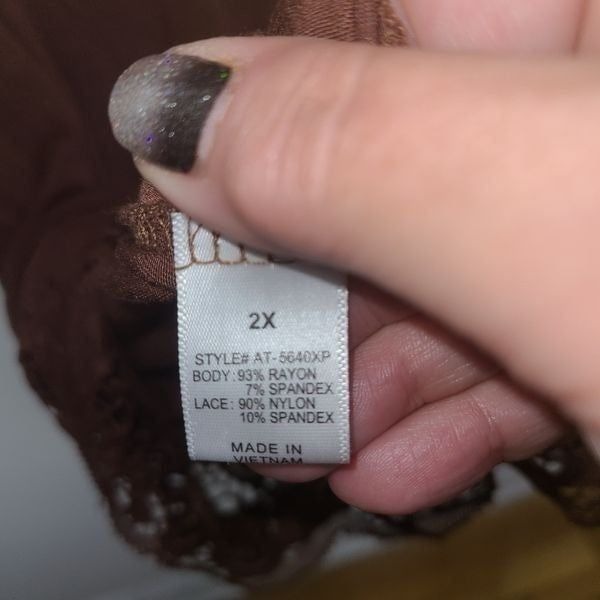 2X
STYLE# AT-5640XP
BODY: 93% RAYON
7% SPANDEX
LACE: 90% NYLON
10% SPANDEX
MADE IN
VIETNAM